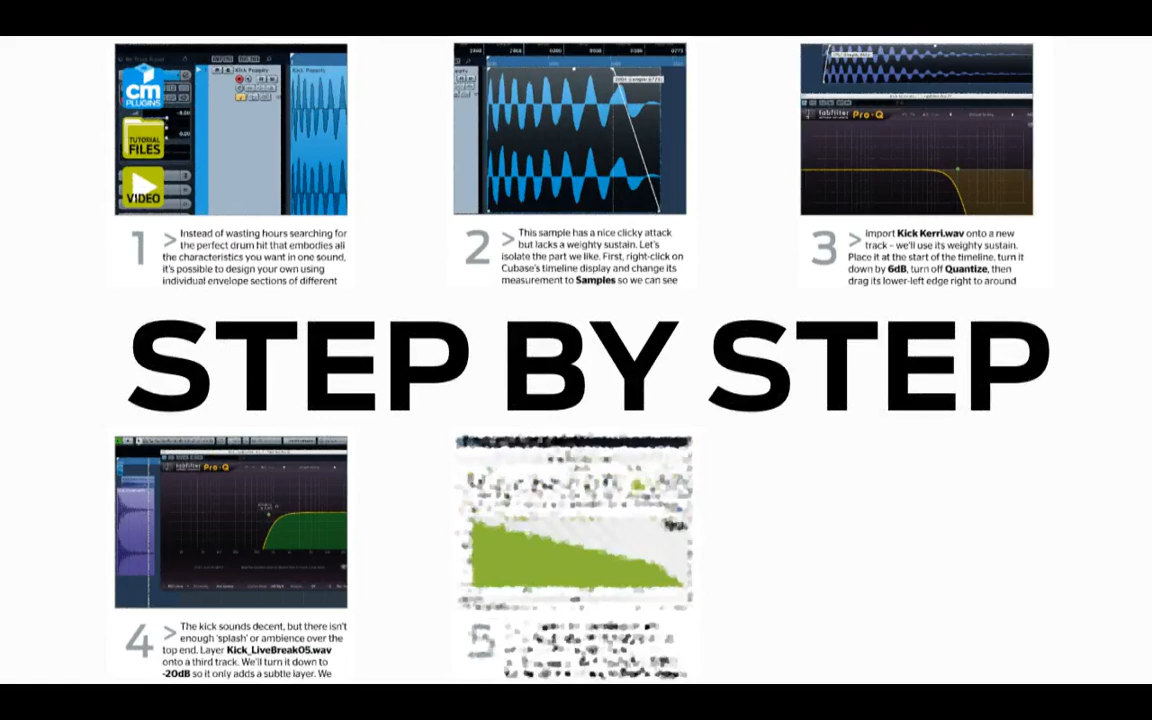 cm
PLUGINS
TUTORIAL
FILES
VIDEO
Kick Poppity
Kick Poppity
fabfilter Pro·Q
1 > Instead of wasting hours searching for
the perfect drum hit that embodies all
the characteristics you want in one sound,
it's possible to design your own using
individual envelope sections of different
2 > This sample has a nice clicky attack
but lacks a weighty sustain. Let's
isolate the part we like. First, right-click on
Cubase's timeline display and change its
measurement to Samples so we can see
3 > Import Kick Kerri.wav onto a new
track – we'll use its weighty sustain.
Place it at the start of the timeline, turn it
down by 6dB, turn off Quantize, then
drag its lower-left edge right to around
STEP BY STEP
fabfilter Pro·Q
4 > The kick sounds decent, but there isn't
enough 'splash' or ambience over the
top end. Layer Kick_LiveBreak05.wav
onto a third track. We'll turn it down to
-20dB so it only adds a subtle layer. We
5